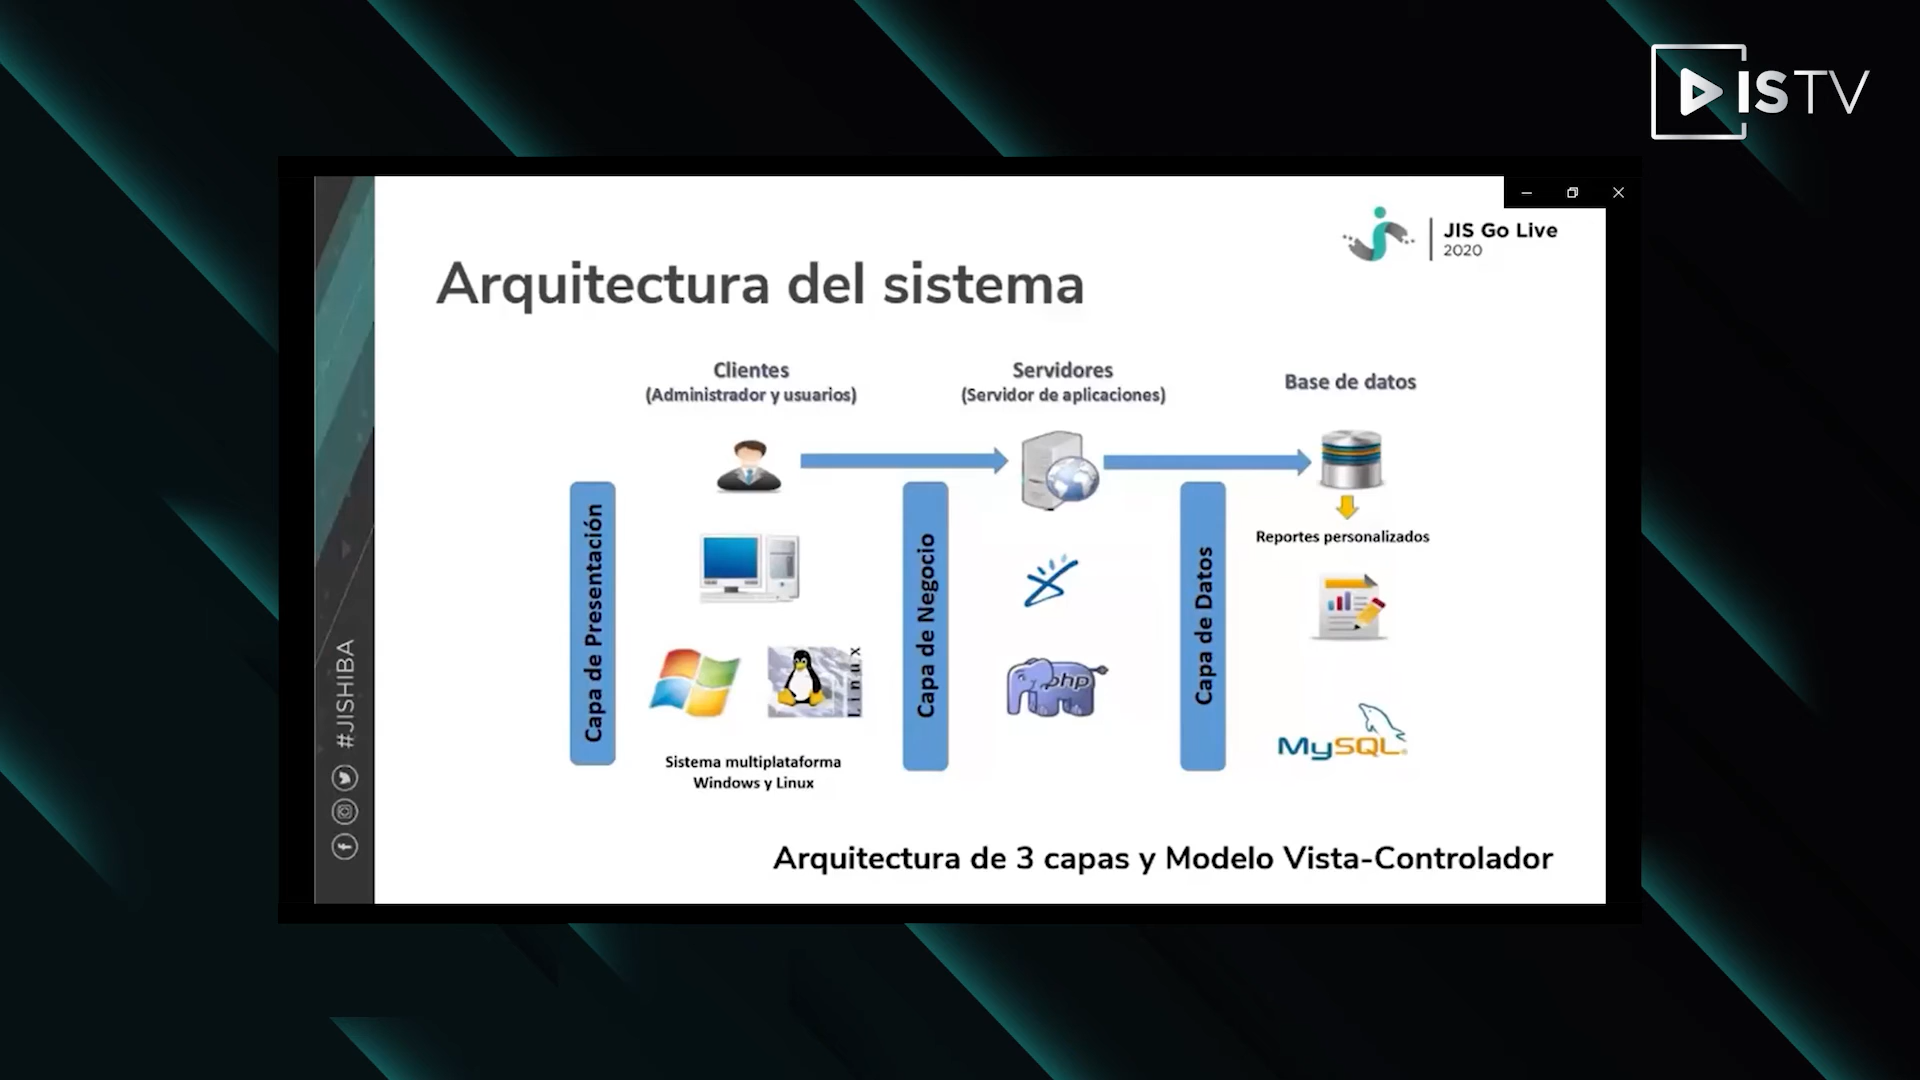 ISTV
JIS Go Live
2020
Arquitectura del sistema
Clientes
(Administrador y usuarios)
Servidores
(Servidor de aplicaciones)
Base de datos
Capa de Presentación
Capa de Negocio
Capa de Datos
Reportes personalizados
Linux
php
MySQL
Sistema multiplataforma
Windows y Linux
Arquitectura de 3 capas y Modelo Vista-Controlador
#JISHIBA